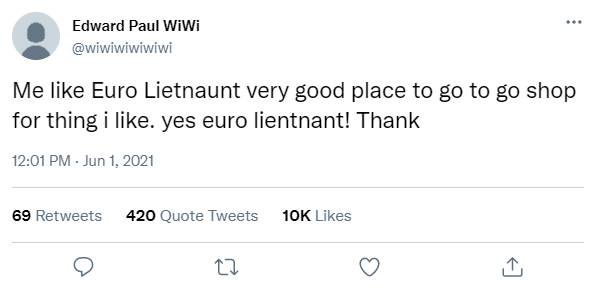 Edward Paul WiWi
@wiwiwiwiwiwi
Me like Euro Lietnaunt very good place to go to go shop
for thing i like. yes euro lientnant! Thank
12:01 PM · Jun 1, 2021
69 Retweets 420 Quote Tweets 10K Likes